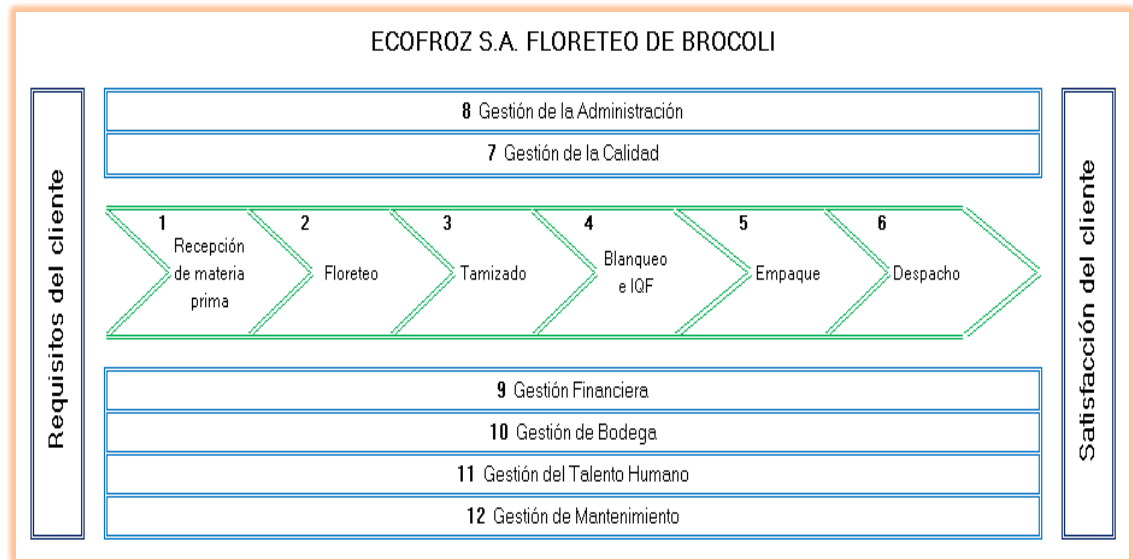 ECOFROZ S.A. FLORETEO DE BROCOLI
Requisitos del cliente
8 Gestión de la Administración
7 Gestión de la Calidad
1
Recepción
de materia
prima
2
Floreteo
3
Tamizado
4
Blanqueo
e IQF
5
Empaque
6
Despacho
9 Gestión Financiera
10 Gestión de Bodega
11 Gestión del Talento Humano
12 Gestión de Mantenimiento
Satisfacción del cliente